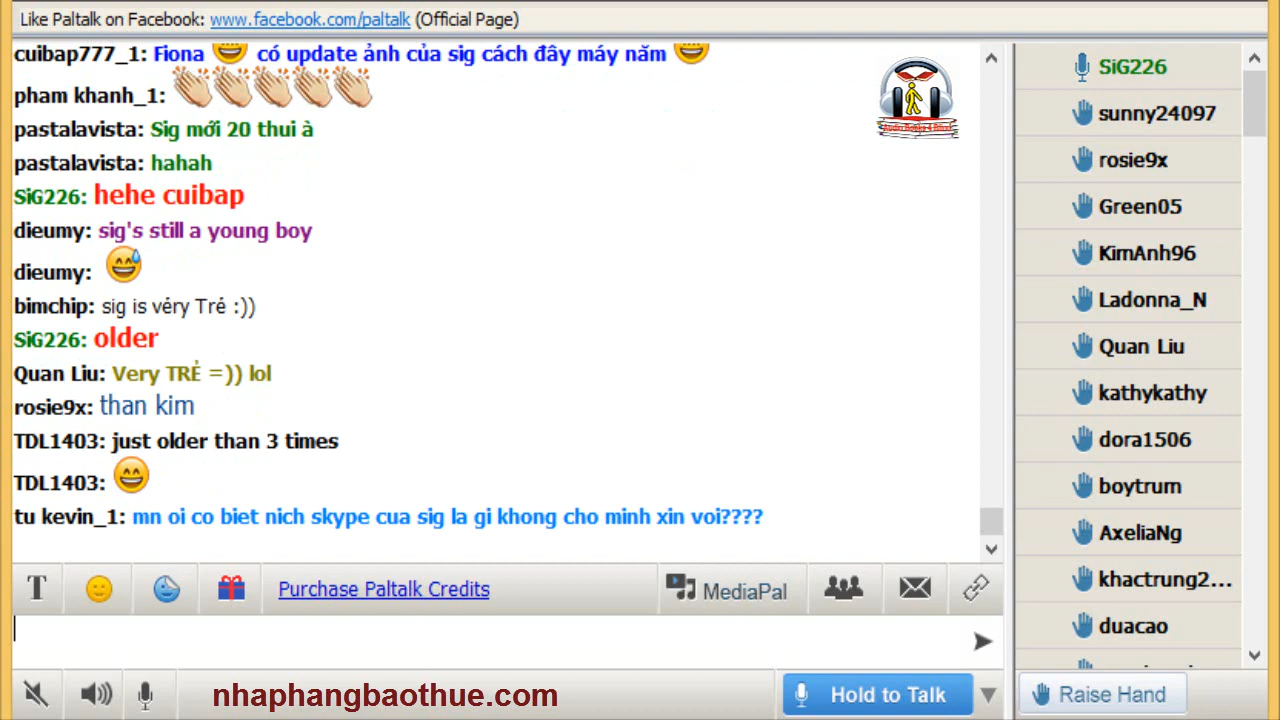 Like Paltalk on Facebook: www.facebook.com/paltalk (Official Page)
cuibap777_1: Fiona 😄 có update ảnh của sig cách đây máy năm 😄
pham khanh_1: 👏👏👏👏👏
pastalavista: Sig mới 20 thui à
pastalavista: hahah
SiG226: hehe cuibap
dieumy: sig's still a young boy
dieumy: 😅
bimchip: sig is vẻry Trẻ :))
SiG226: older
Quan Liu: Very TRẺ =)) lol
rosie9x: than kim
TDL1403: just older than 3 times
TDL1403: 😄
tu kevin_1: mn oi co biet nich skype cua sig la gi khong cho minh xin voi????
SiG226
sunny24097
rosie9x
Green05
KimAnh96
Ladonna_N
Quan Liu
kathykathy
dora1506
boytrum
AxeliaNg
khactrung2...
duacao
T
Purchase Paltalk Credits
MediaPal
nhaphangbaothue.com
Hold to Talk
Raise Hand